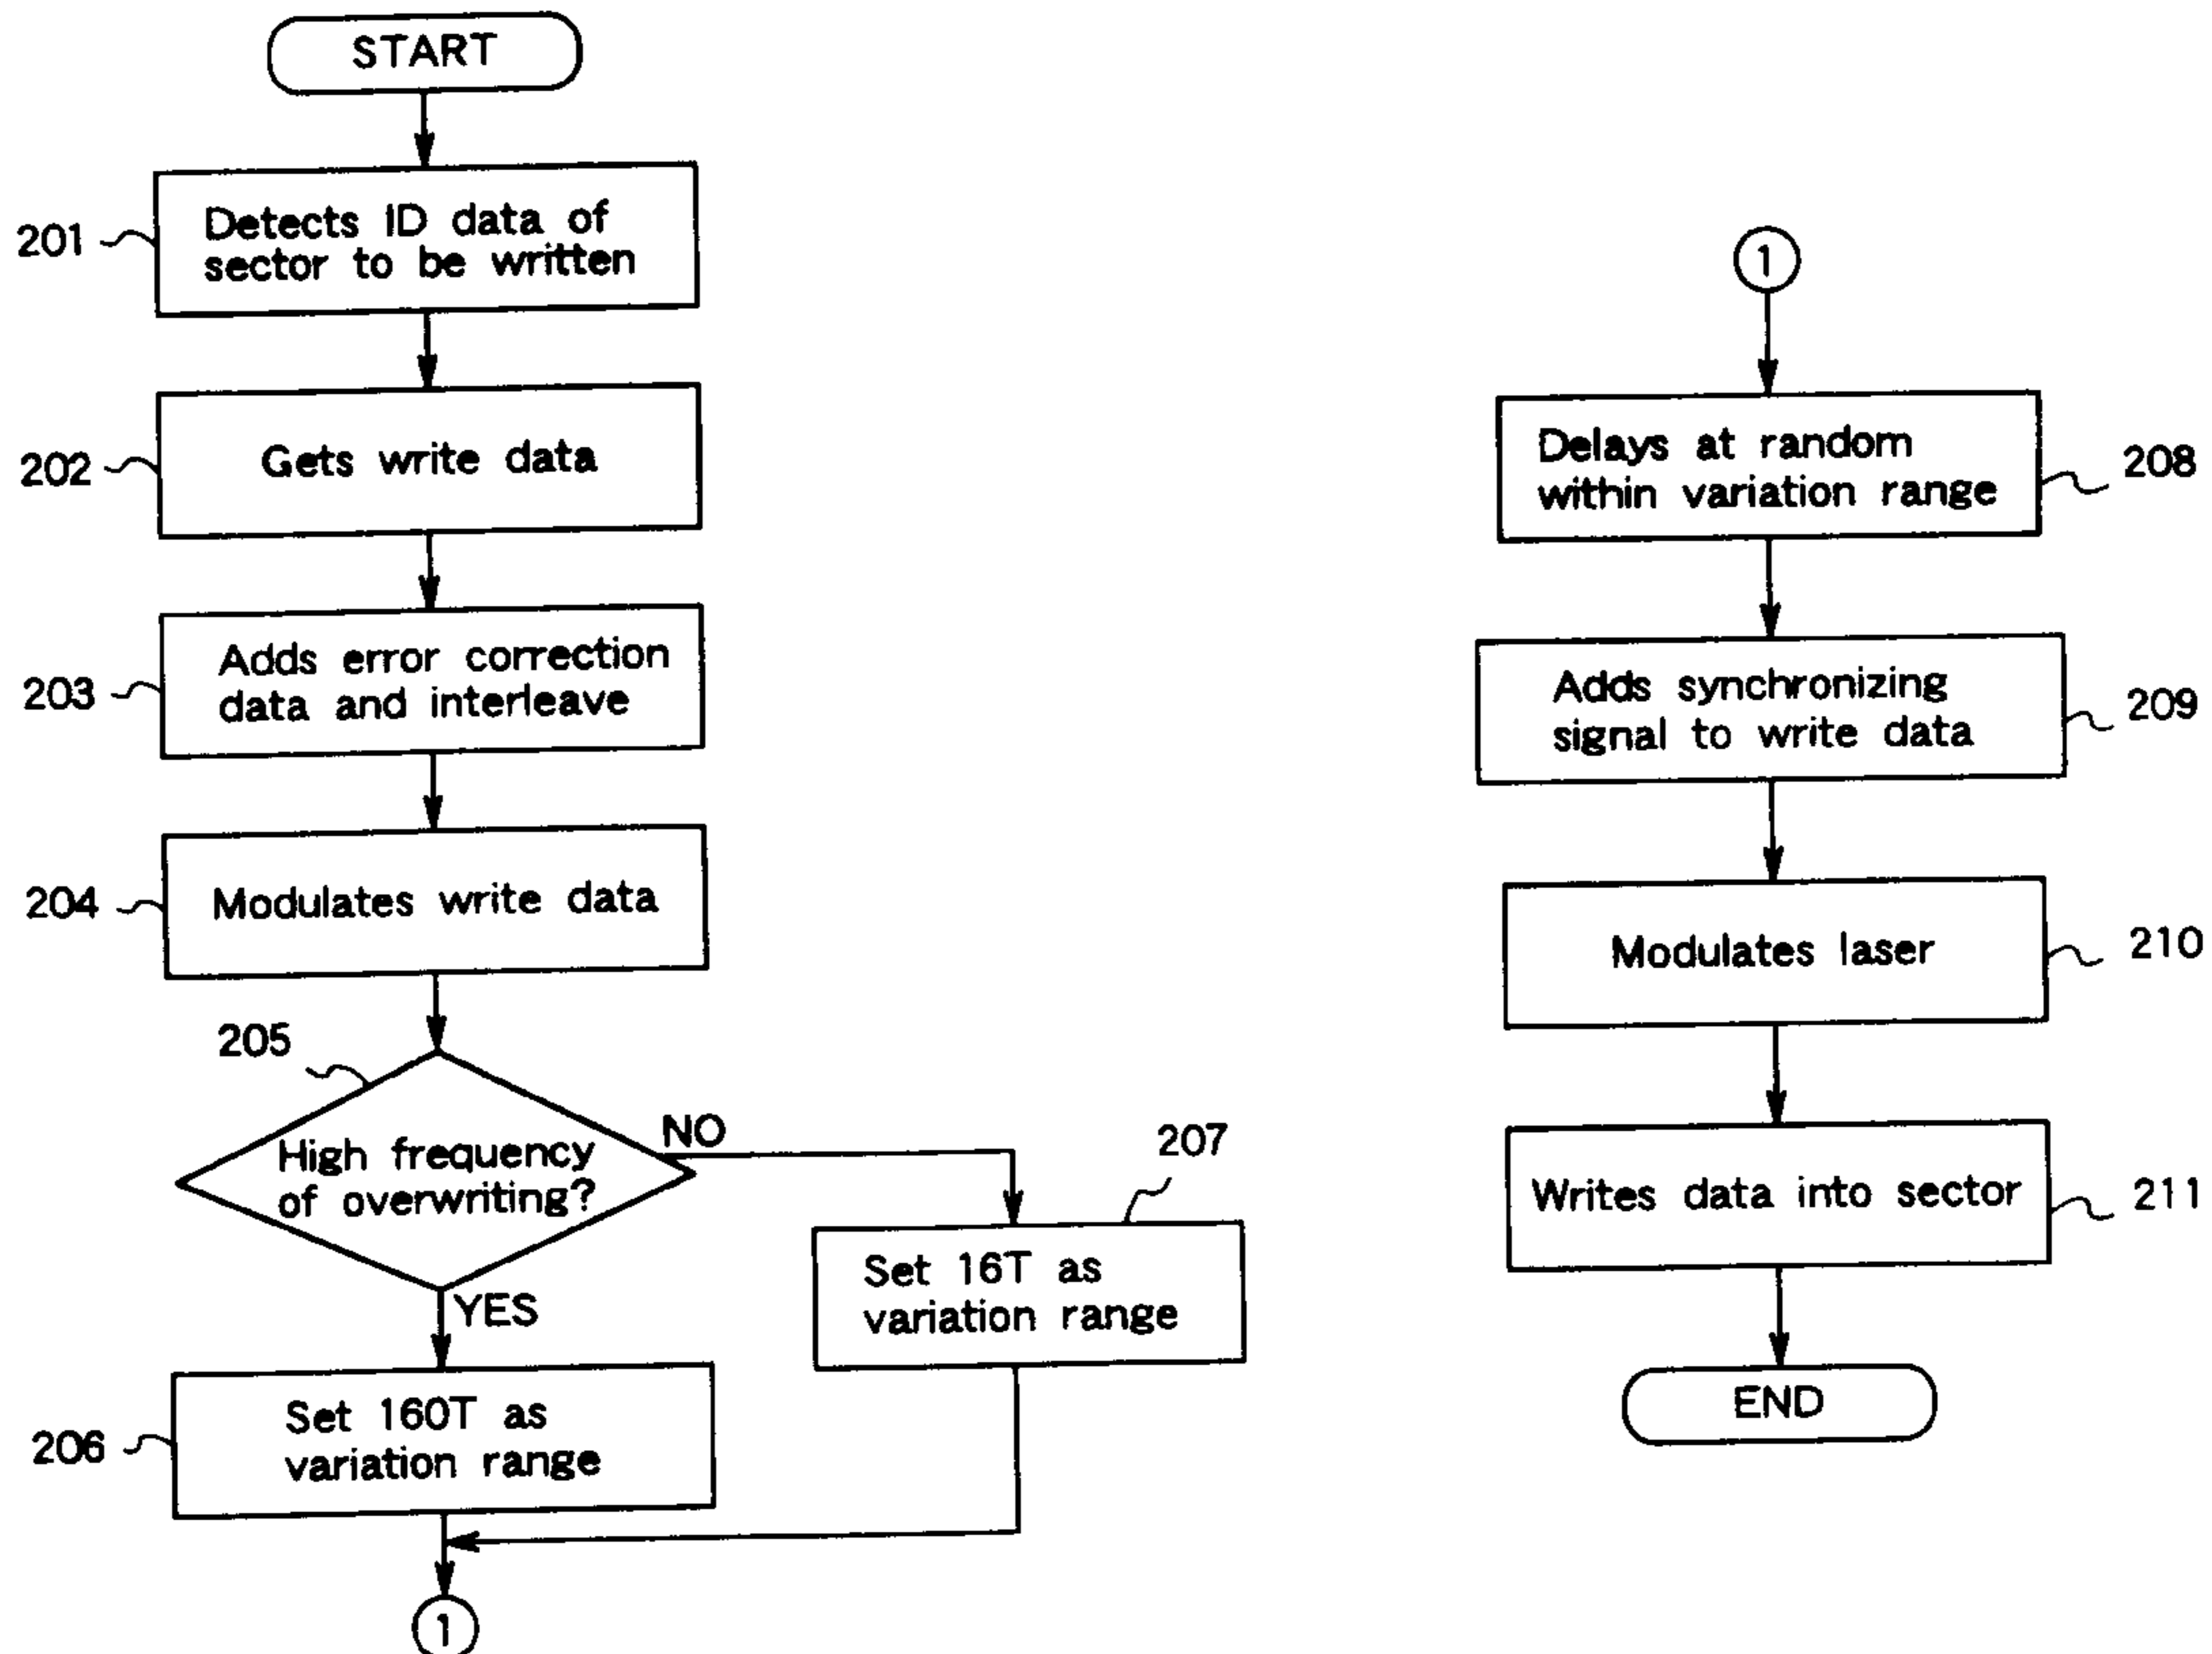 START
201
Detects ID data of
sector to be written
202
Gets write data
203
Adds error correction
data and interleave
204
Modulates write data
205
High frequency
of overwriting?
NO
YES
207
Set 16T as
variation range
206
Set 160T as
variation range
1
1
Delays at random
within variation range
208
Adds synchronizing
signal to write data
209
Modulates laser
210
Writes data into sector
211
END